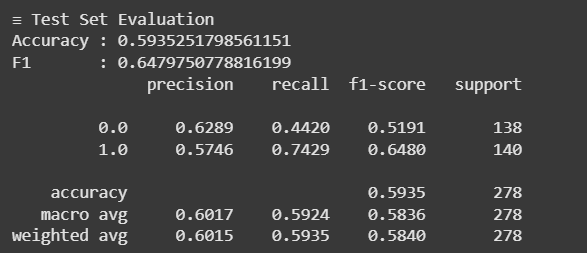 ≡ Test Set Evaluation
Accuracy : 0.5935251798561151
F1 : 0.6479750778816199
precision recall f1-score support
0.0 0.6289 0.4420 0.5191 138
1.0 0.5746 0.7429 0.6480 140
accuracy 0.5935 278
macro avg 0.6017 0.5924 0.5836 278
weighted avg 0.6015 0.5935 0.5840 278